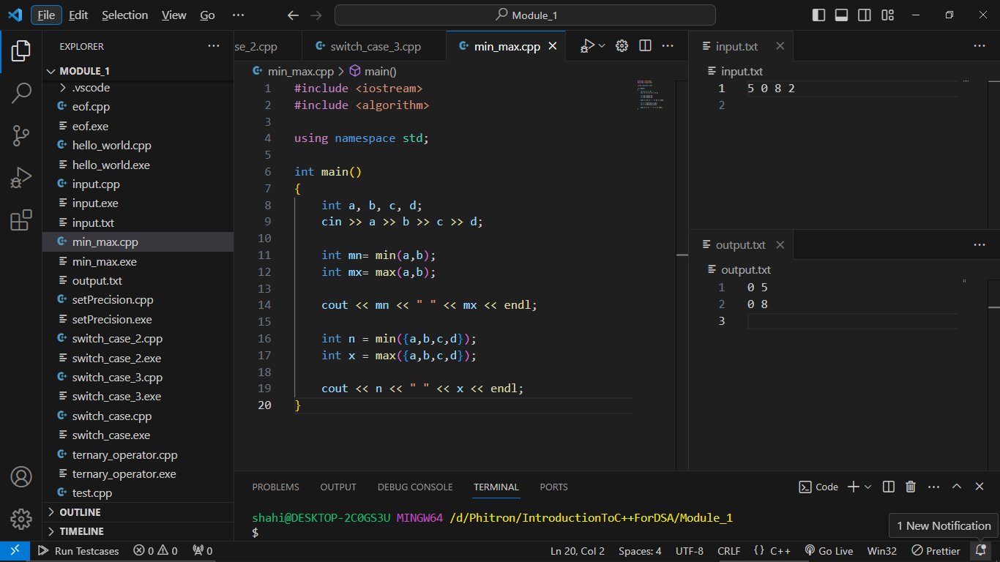 File Edit Selection View Go ··· Module_1
EXPLORER
MODULE_1
.vscode
eof.cpp
eof.exe
hello_world.cpp
hello_world.exe
input.cpp
input.exe
input.txt
min_max.cpp
min_max.exe
output.txt
setPrecision.cpp
setPrecision.exe
switch_case_2.cpp
switch_case_2.exe
switch_case_3.cpp
switch_case_3.exe
switch_case.cpp
switch_case.exe
ternary_operator.cpp
ternary_operator.exe
test.cpp
OUTLINE
TIMELINE
se_2.cpp switch_case_3.cpp min_max.cpp
min_max.cpp > main()
1 #include <iostream>
2 #include <algorithm>
3
4 using namespace std;
5
6 int main()
7 {
8 int a, b, c, d;
9 cin >> a >> b >> c >> d;
10
11 int mn= min(a,b);
12 int mx= max(a,b);
13
14 cout << mn << " " << mx << endl;
15
16 int n = min({a,b,c,d});
17 int x = max({a,b,c,d});
18
19 cout << n << " " << x << endl;
20 }
input.txt
input.txt
1 5 0 8 2
2
output.txt
output.txt
1 0 5
2 0 8
3
PROBLEMS OUTPUT DEBUG CONSOLE TERMINAL PORTS Code
shahi@DESKTOP-2C0GS3U MINGW64 /d/Phitron/IntroductionToC++ForDSA/Module_1
$
1 New Notification
Run Testcases 0 0 0 Ln 20, Col 2 Spaces: 4 UTF-8 CRLF {} C++ Go Live Win32 Prettier